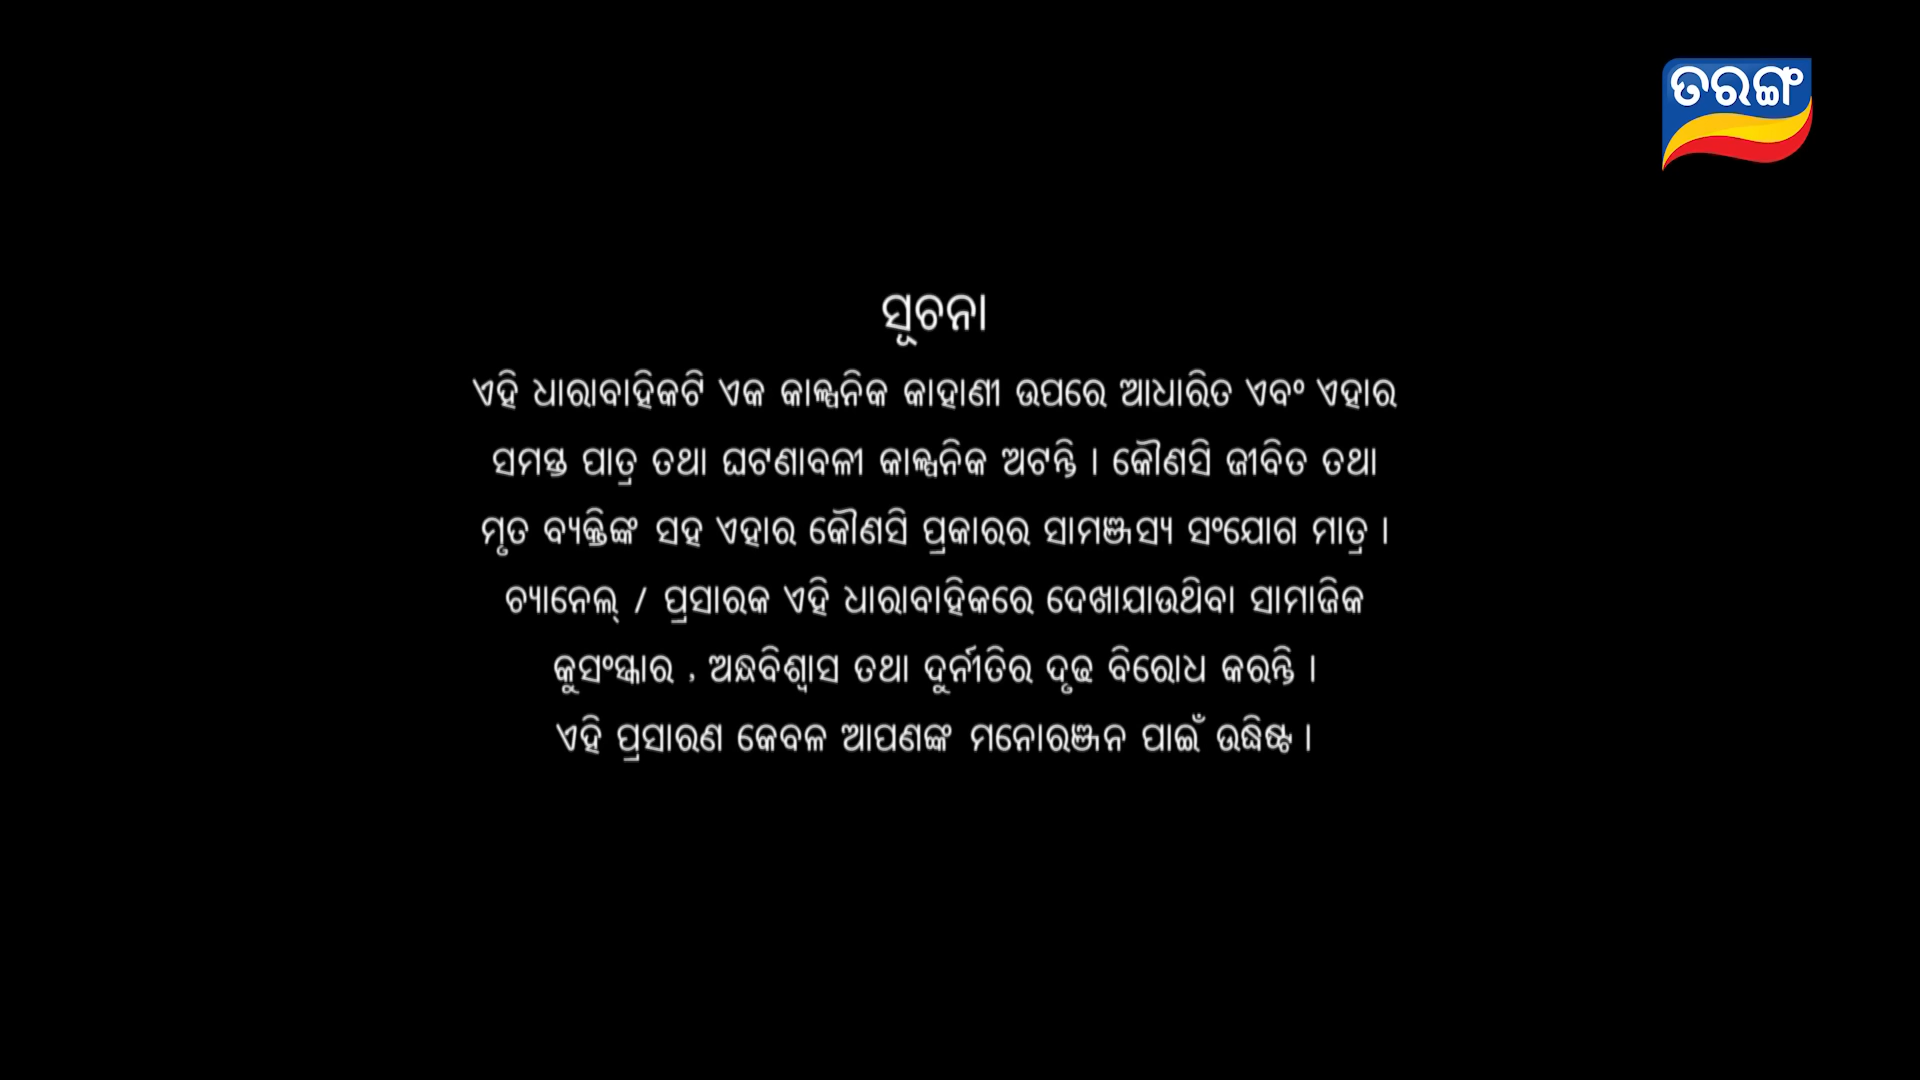 ତରଙ୍ଗ
ସୂଚନା
ଏହି ଧାରାବାହିକଟି ଏକ କାଳ୍ପନିକ କାହାଣୀ ଉପରେ ଆଧାରିତ ଏବଂ ଏହାର
ସମସ୍ତ ପାତ୍ର ତଥା ଘଟଣାବଳୀ କାଳ୍ପନିକ ଅଟନ୍ତି । କୌଣସି ଜୀବିତ ତଥା
ମୃତ ବ୍ୟକ୍ତିଙ୍କ ସହ ଏହାର କୌଣସି ପ୍ରକାରର ସାମଞ୍ଜସ୍ୟ ସଂଯୋଗ ମାତ୍ର ।
ଚ୍ୟାନେଲ୍ / ପ୍ରସାରକ ଏହି ଧାରାବାହିକରେ ଦେଖାଯାଉଥିବା ସାମାଜିକ
କୁସଂସ୍କାର , ଅନ୍ଧବିଶ୍ୱାସ ତଥା ଦୁର୍ନୀତିର ଦୃଢ ବିରୋଧ କରନ୍ତି ।
ଏହି ପ୍ରସାରଣ କେବଳ ଆପଣଙ୍କ ମନୋରଞ୍ଜନ ପାଇଁ ଉଦ୍ଧିଷ୍ଟ ।